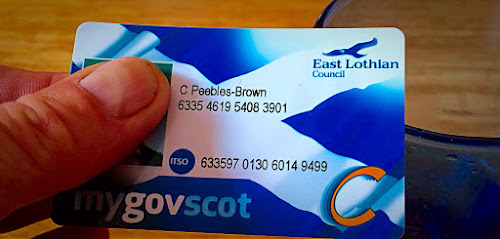 East Lothian
Council
C Peebles-Brown
6335 4619 5408 3901
ITSO 633597 0130 6014 9499
mygovscot
C